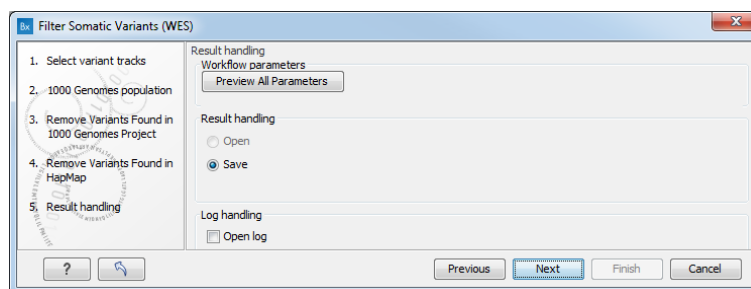 Bx Filter Somatic Variants (WES) X
1. Select variant tracks
2. 1000 Genomes population
3. Remove Variants Found in
1000 Genomes Project
4. Remove Variants Found in
HapMap
5. Result handling
Result handling
Workflow parameters
Preview All Parameters
Result handling
Open
Save
Log handling
Open log
? Previous Next Finish Cancel